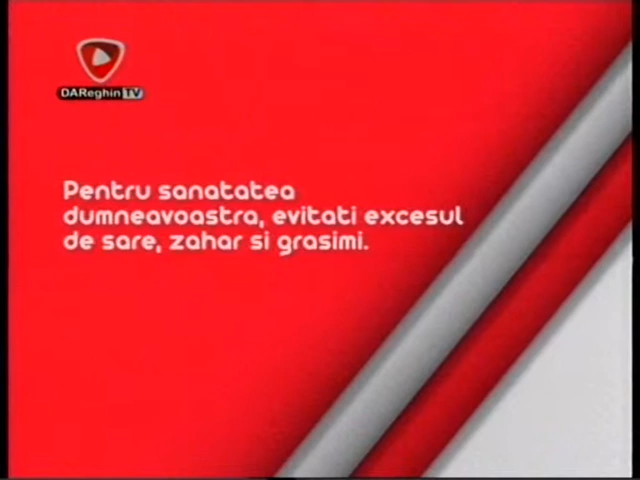 DAReghin TV
Pentru sanatatea
dumneavoastra, evitati excesul
de sare, zahar si grasimi.